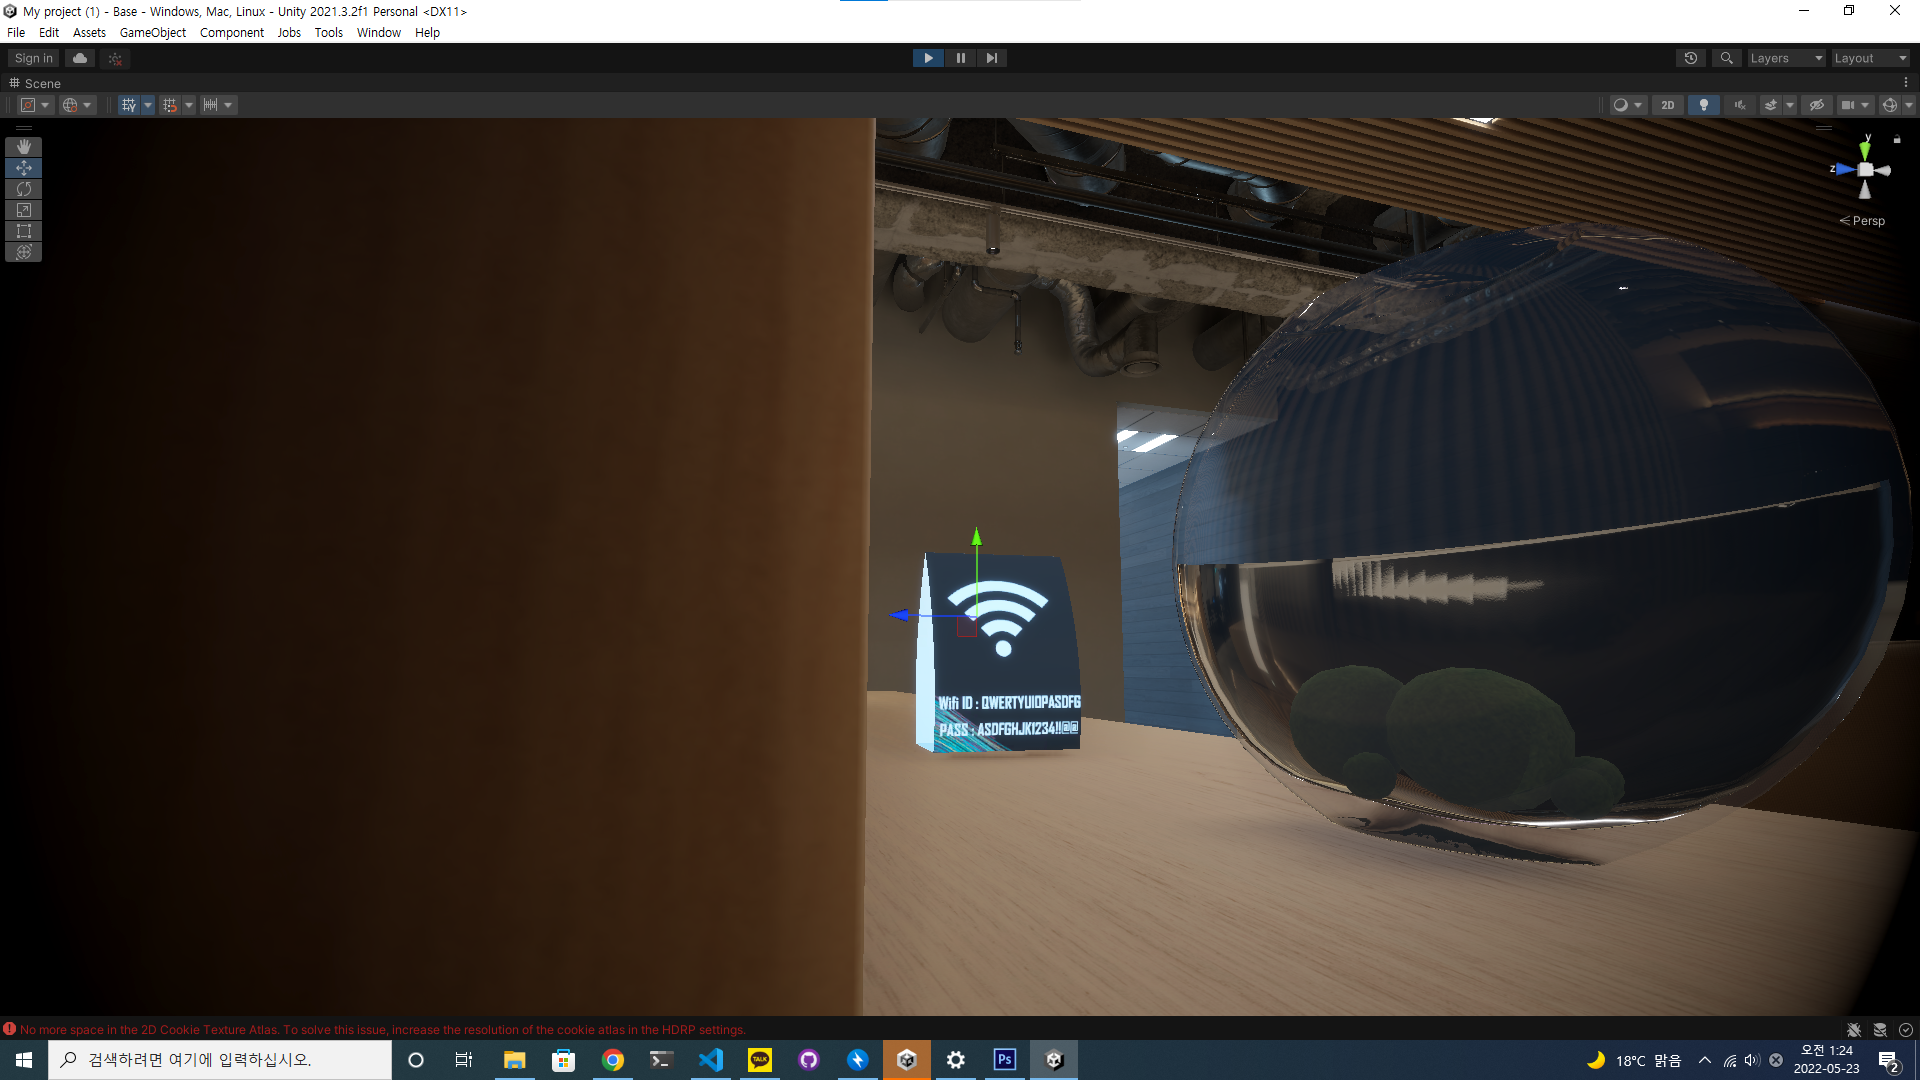 My project (1) - Base - Windows, Mac, Linux - Unity 2021.3.2f1 Personal <DX11>
File Edit Assets GameObject Component Jobs Tools Window Help
Sign in
Layers
Layout
Scene
2D
y
z
< Persp
Wifi ID : QWERTYUIOPASDFG
PASS : ASDFGHJK1234!!@@
No more space in the 2D Cookie Texture Atlas. To solve this issue, increase the resolution of the cookie atlas in the HDRP settings.
검색하려면 여기에 입력하십시오.
TALK
Ps
18°C 맑음
오전 1:24
2022-05-23
2